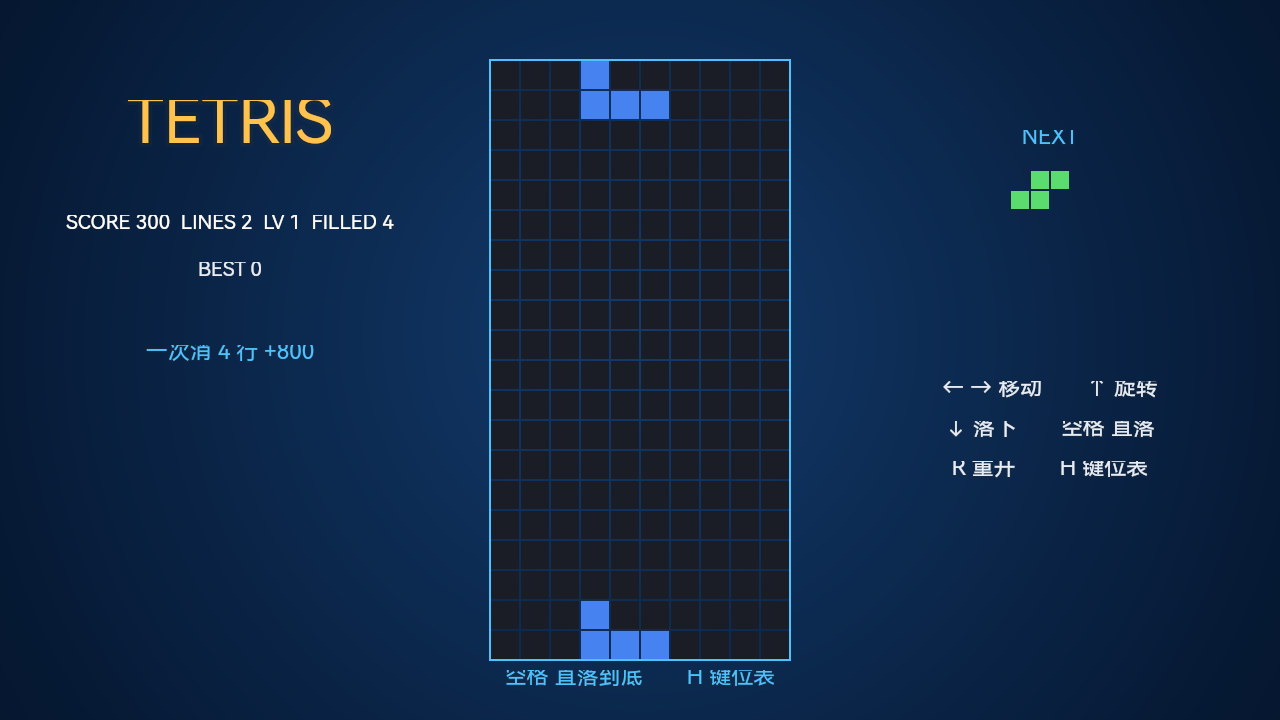 TETRIS
SCORE 300 LINES 2 LV 1 FILLED 4
BEST 0
一次消 4 行 +800
NEXT
← → 移动 ↑ 旋转
↓ 落下 空格 直落
R 重开 H 键位表
空格 直落到底 H 键位表